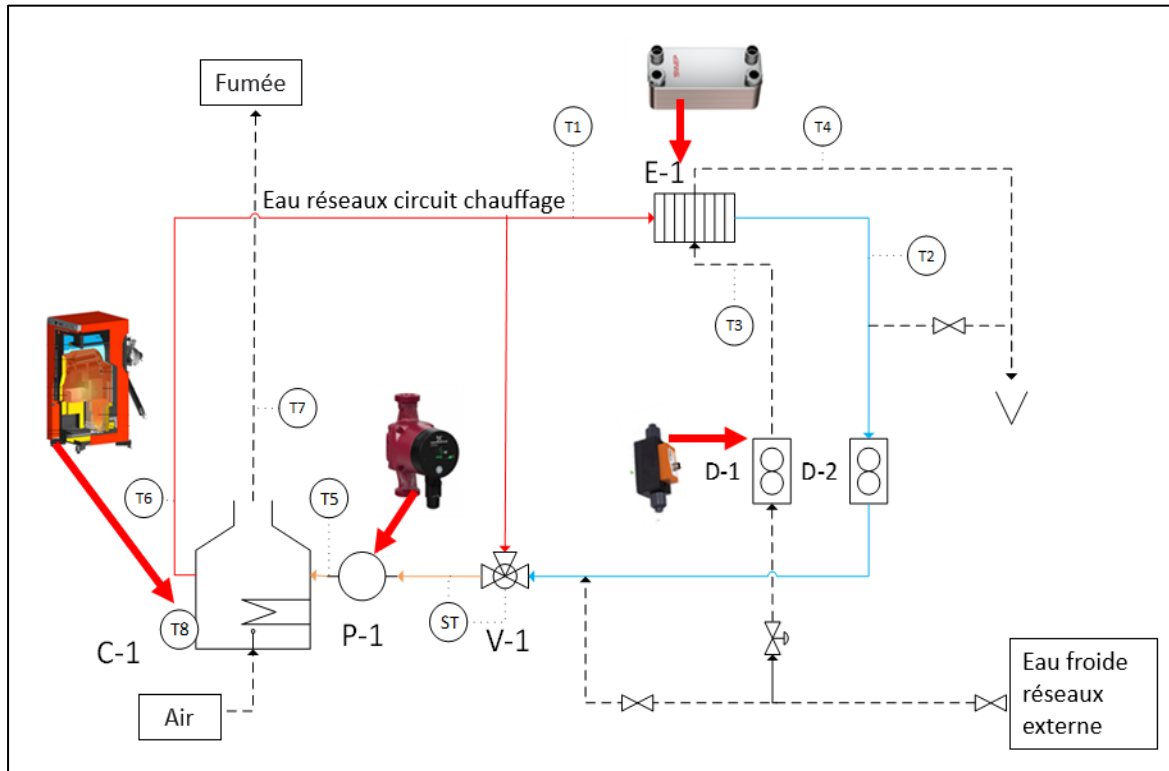 Fumée
T1
T4
E-1
Eau réseaux circuit chauffage
T2
T3
T7
T6
T5
D-1
D-2
ST
T8
P-1
V-1
C-1
Air
Eau froide
réseaux
externe